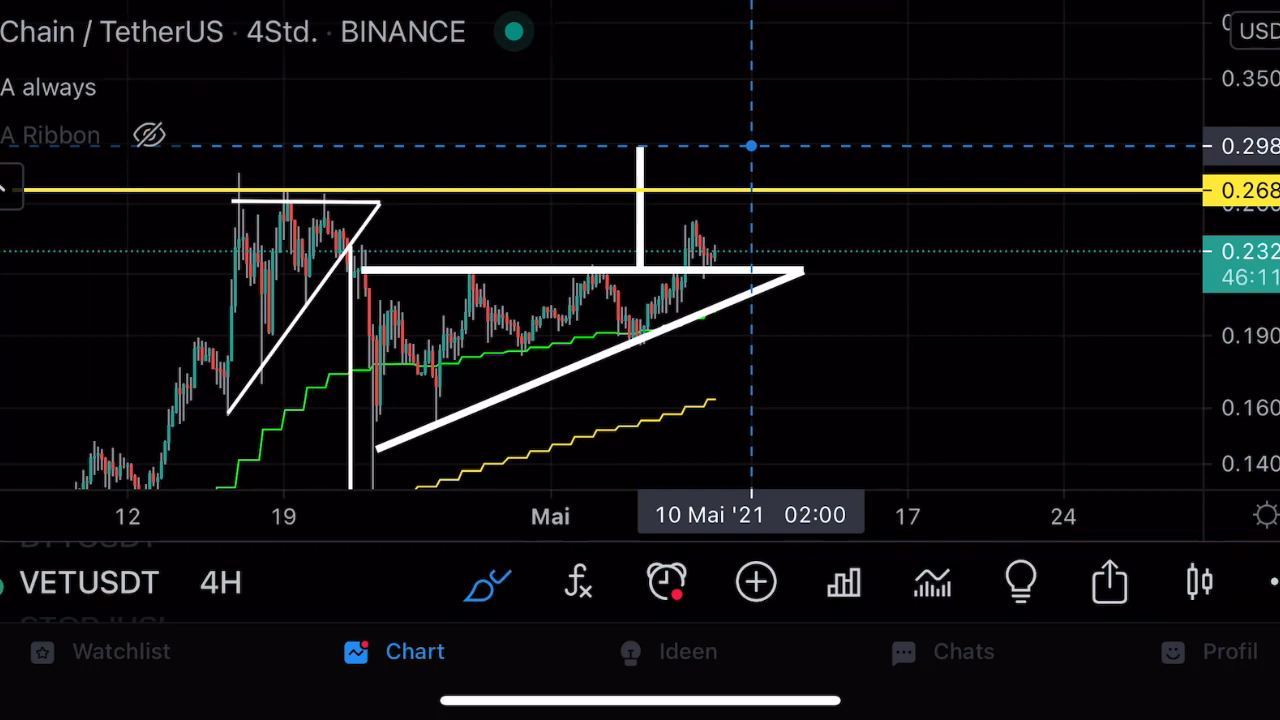 Chain / TetherUS · 4Std. · BINANCE
USD
A always
0.350
A Ribbon
0.298
0.268
0.232
46:11
0.190
0.160
0.140
12 19 Mai 10 Mai '21 02:00 17 24
VETUSDT 4H
Watchlist Chart Ideen Chats Profil